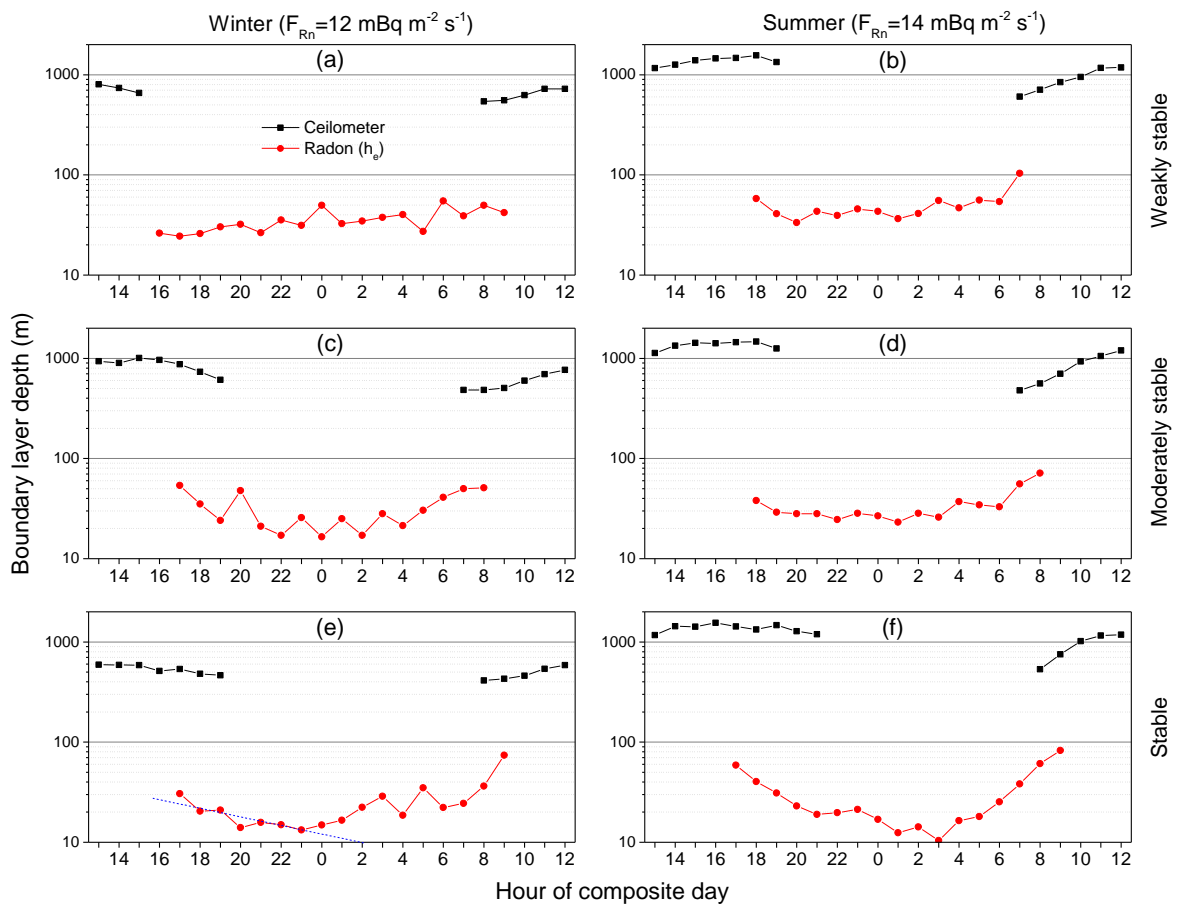 Winter (F_Rn=12 mBq m⁻² s⁻¹)
Summer (F_Rn=14 mBq m⁻² s⁻¹)
Boundary layer depth (m)
(a)
1000
100
10
Ceilometer
Radon (h_e)
14 16 18 20 22 0 2 4 6 8 10 12
(b)
1000
100
10
14 16 18 20 22 0 2 4 6 8 10 12
Weakly stable
(c)
1000
100
10
14 16 18 20 22 0 2 4 6 8 10 12
(d)
1000
100
10
14 16 18 20 22 0 2 4 6 8 10 12
Moderately stable
(e)
1000
100
10
14 16 18 20 22 0 2 4 6 8 10 12
(f)
1000
100
10
14 16 18 20 22 0 2 4 6 8 10 12
Stable
Hour of composite day